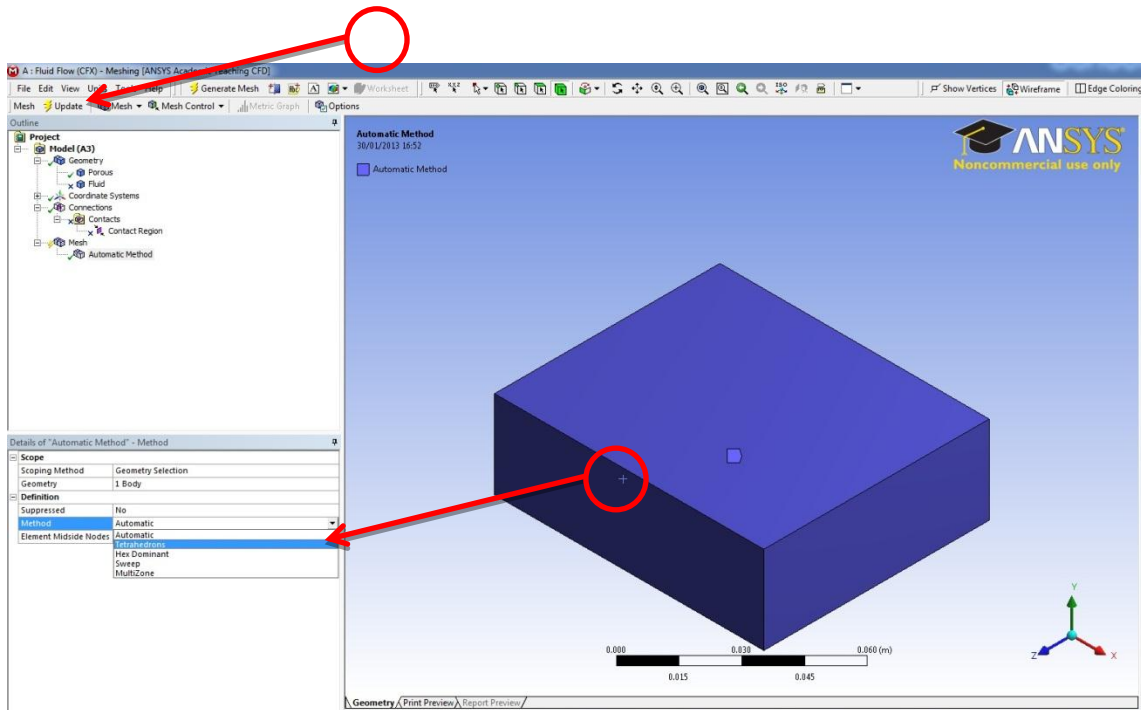 A : Fluid Flow (CFX) - Meshing [ANSYS Academic Teaching CFD]
File Edit View Units Tools Help Generate Mesh Worksheet Show Vertices Wireframe Edge Coloring
Mesh Update Mesh Mesh Control Metric Graph Options
Outline
Project
Model (A3)
Geometry
Porous
Fluid
Coordinate Systems
Connections
Contacts
Contact Region
Mesh
Automatic Method
Automatic Method
30/01/2013 16:52
Automatic Method
ANSYS
Noncommercial use only
Details of "Automatic Method" - Method
Scope
Scoping Method Geometry Selection
Geometry 1 Body
Definition
Suppressed No
Method Automatic
Element Midside Nodes Automatic
Tetrahedrons
Hex Dominant
Sweep
MultiZone
0.000 0.030 0.060 (m)
0.015 0.045
Y
Z X
Geometry Print Preview Report Preview